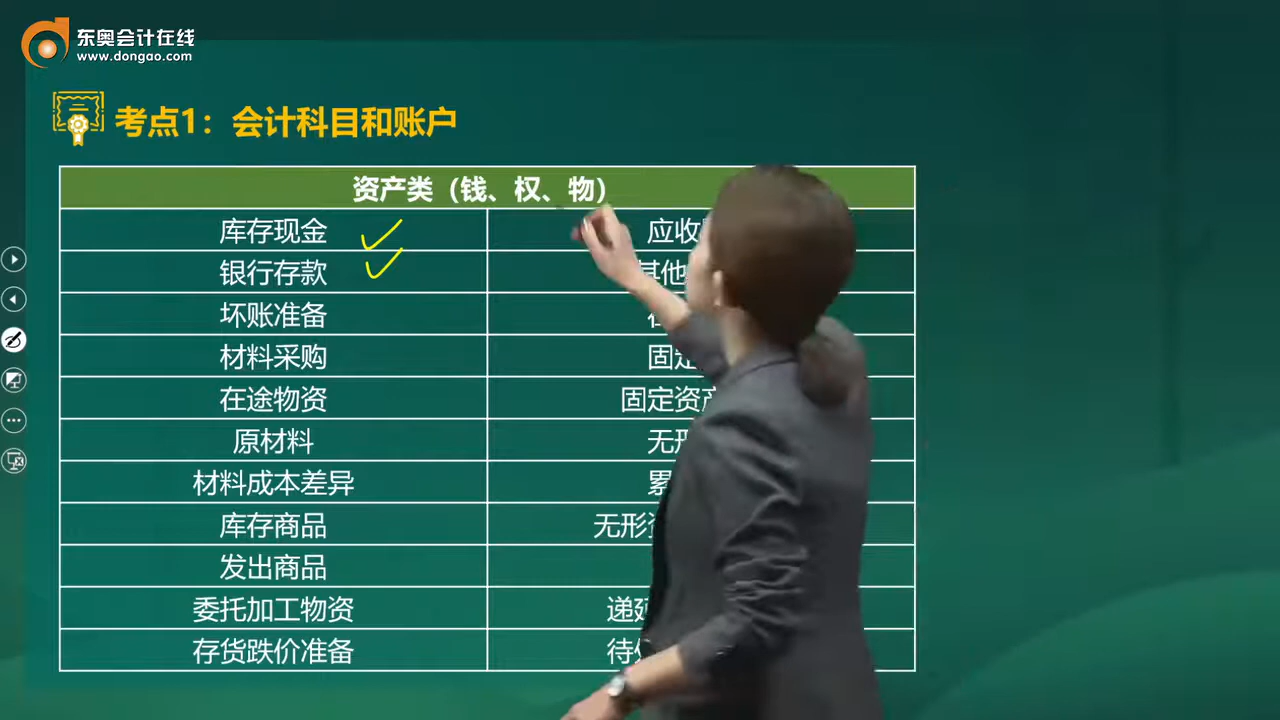 东奥会计在线
www.dongao.com
考点1：会计科目和账户
资产类（钱、权、物）
库存现金 应收
银行存款 其他
坏账准备
材料采购 固定
在途物资 固定资产
原材料 无形
材料成本差异 累
库存商品 无形资
发出商品
委托加工物资 递延
存货跌价准备 待处